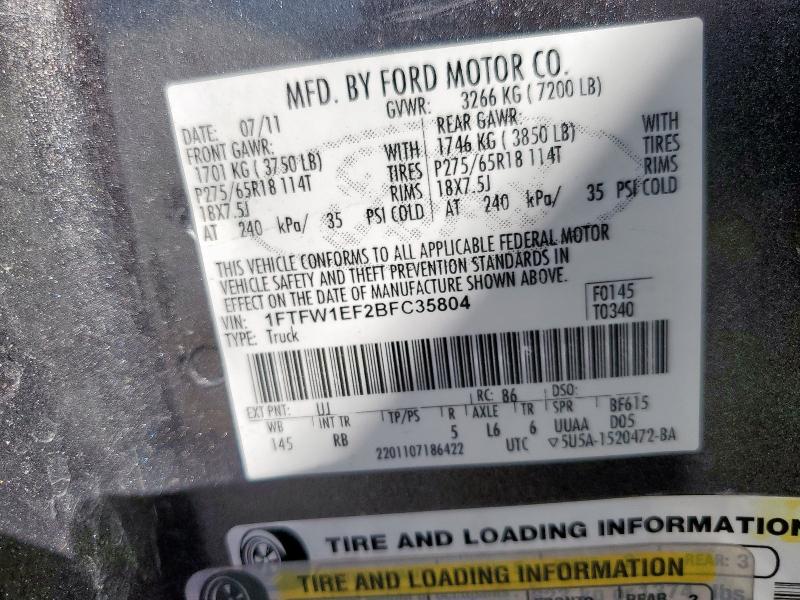 MFD. BY FORD MOTOR CO.
DATE: 07/11 GVWR: 3266 KG ( 7200 LB)
FRONT GAWR: REAR GAWR:
1701 KG ( 3750 LB) WITH 1746 KG ( 3850 LB) WITH
P275/65R18 114T TIRES P275/65R18 114T TIRES
18X7.5J RIMS 18X7.5J RIMS
AT 240 kPa/ 35 PSI COLD AT 240 kPa/ 35 PSI COLD
THIS VEHICLE CONFORMS TO ALL APPLICABLE FEDERAL MOTOR
VEHICLE SAFETY AND THEFT PREVENTION STANDARDS IN
EFFECT ON THE DATE OF MANUFACTURE SHOWN ABOVE.
VIN: 1FTFW1EF2BFC35804 F0145
TYPE: Truck T0340
EXT PNT: UJ RC: 86 DSO:
WB INT TR TP/PS R AXLE TR SPR BF615
145 RB 5 L6 6 UUAA D05
2201107186422 UTC ▽5U5A-1520472-BA
TIRE AND LOADING INFORMATION
REAR: 3
TIRE AND LOADING INFORMATION